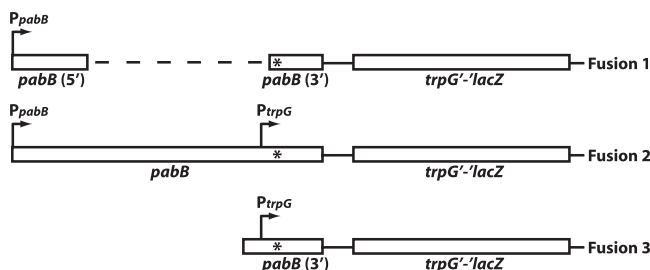 PpabB
* Fusion 1
pabB (5′) pabB (3′) trpG′-′lacZ
PpabB PtrpG
* Fusion 2
pabB trpG′-′lacZ
PtrpG
* Fusion 3
pabB (3′) trpG′-′lacZ